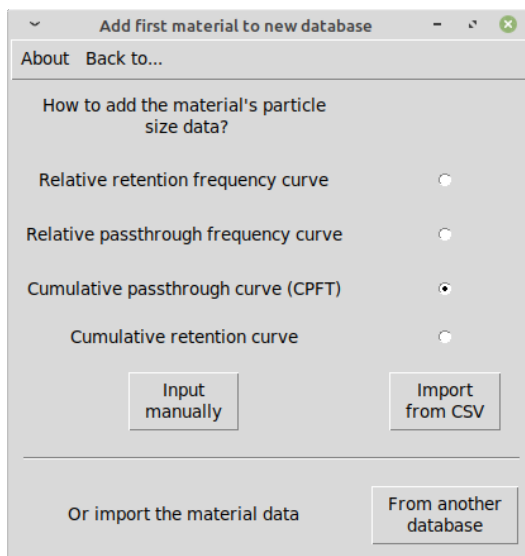 Add first material to new database
About Back to...
How to add the material's particle
size data?
Relative retention frequency curve
Relative passthrough frequency curve
Cumulative passthrough curve (CPFT)
Cumulative retention curve
Input
manually
Import
from CSV
Or import the material data
From another
database